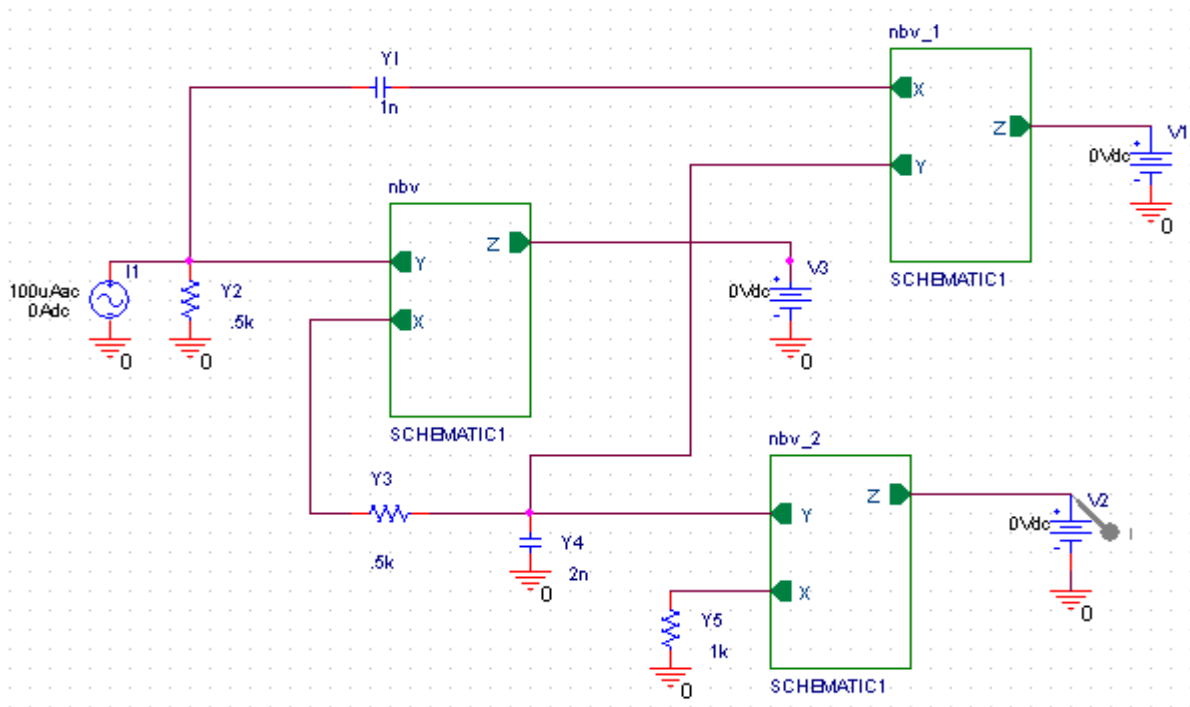 nbv_1
Y1
1n
X
Z
V1
0Vdc
Y
0
SCHEMATIC1
nbv
Z
Y
X
I1
100uAac
0Adc
0
Y2
.5k
0
V3
0Vdc
0
SCHEMATIC1
nbv_2
Y3
.5k
Y4
2n
0
Z
Y
X
V2
0Vdc
I
0
Y5
1k
0
SCHEMATIC1